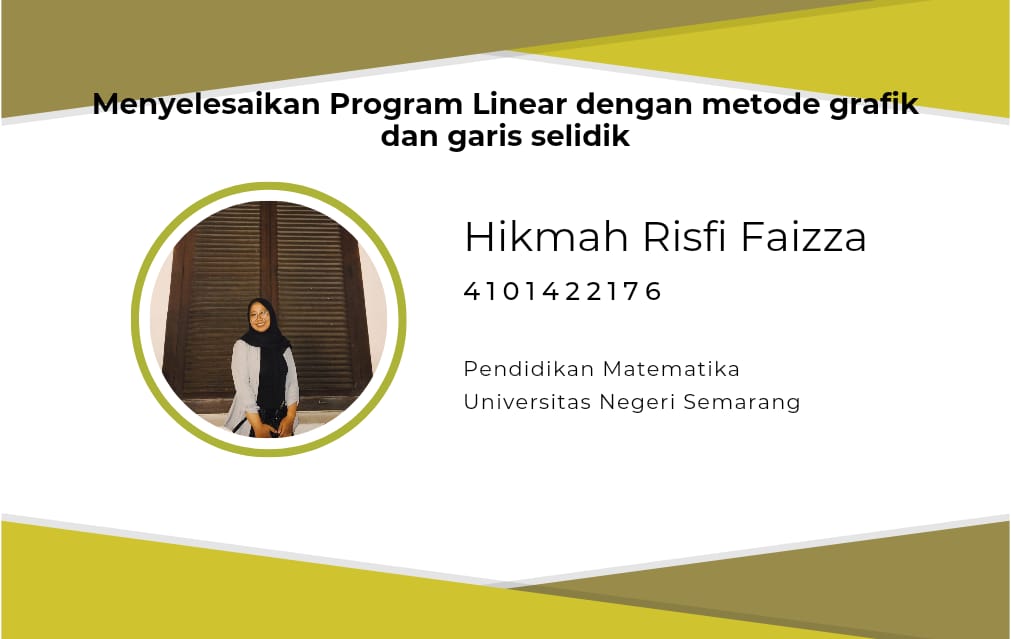 Menyelesaikan Program Linear dengan metode grafik
dan garis selidik
Hikmah Risfi Faizza
4101422176
Pendidikan Matematika
Universitas Negeri Semarang